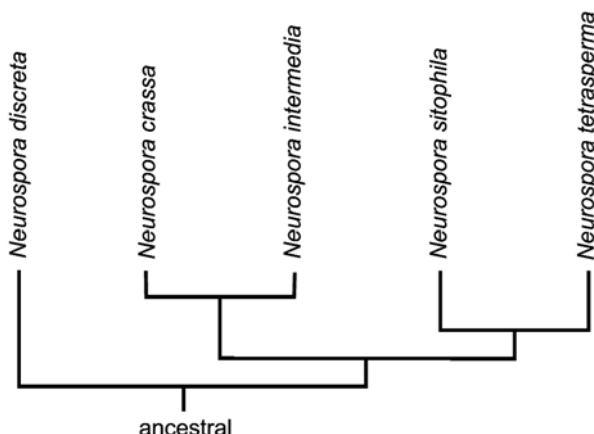 Neurospora discreta
Neurospora crassa
Neurospora intermedia
Neurospora sitophila
Neurospora tetrasperma
ancestral